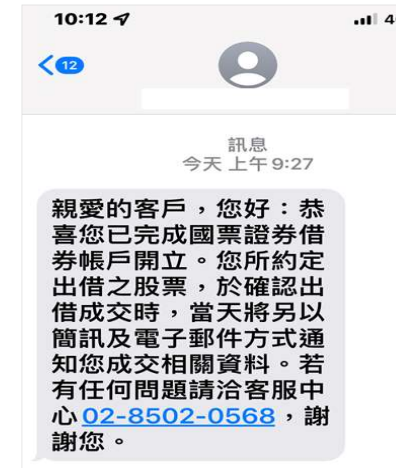 10:12
4
12
訊息
今天 上午 9:27
親愛的客戶，您好：恭
喜您已完成國票證券借
券帳戶開立。您所約定
出借之股票，於確認出
借成交時，當天將另以
簡訊及電子郵件方式通
知您成交相關資料。若
有任何問題請洽客服中
心 02-8502-0568，謝
謝您。